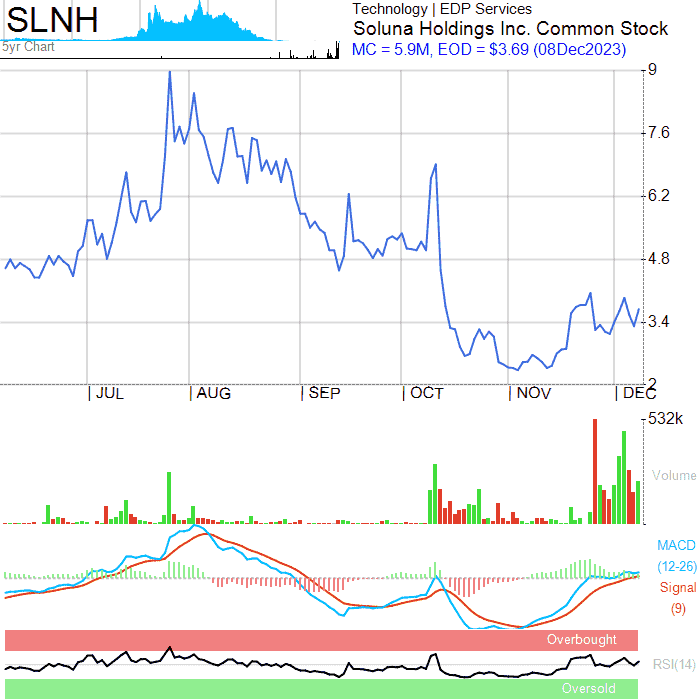 SLNH
Technology | EDP Services
Soluna Holdings Inc. Common Stock
5yr Chart
MC = 5.9M, EOD = $3.69 (08Dec2023)
9
7.6
6.2
4.8
3.4
2
JUL AUG SEP OCT NOV DEC
532k
Volume
MACD
(12-26)
Signal
(9)
Overbought
RSI(14)
Oversold